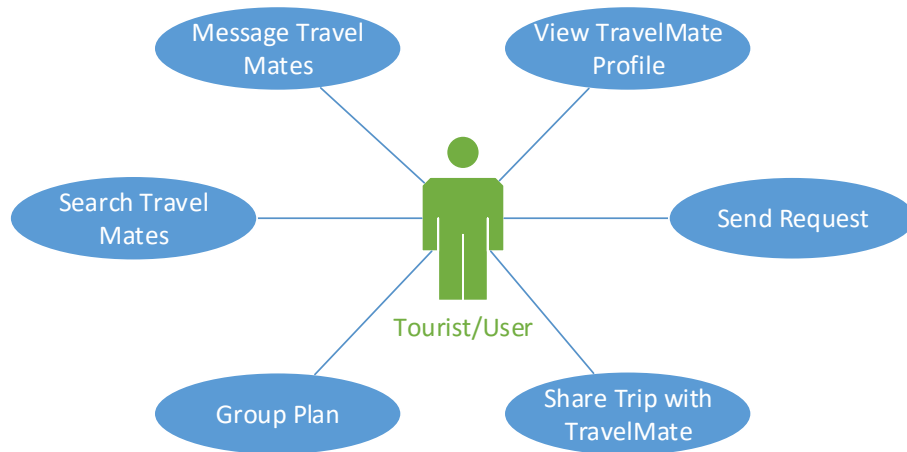 Message Travel
Mates
View TravelMate
Profile
Search Travel
Mates
Send Request
Tourist/User
Group Plan
Share Trip with
TravelMate